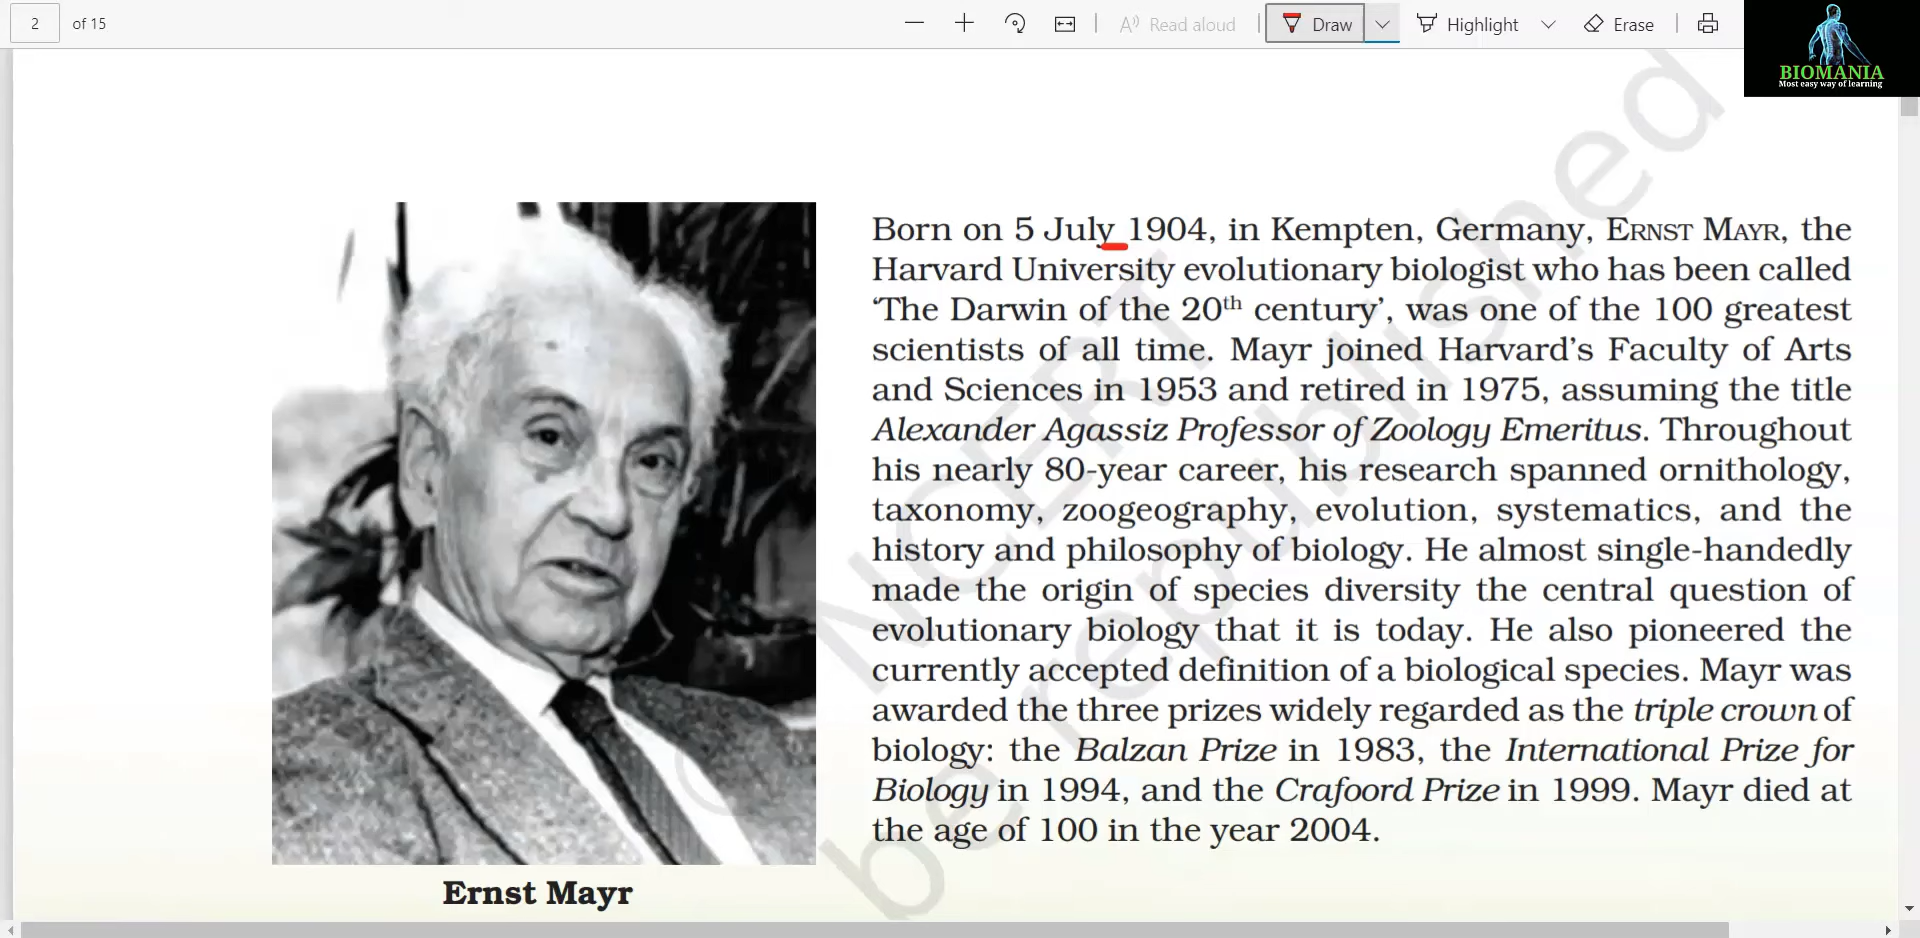 2 of 15
Read aloud
Draw
Highlight
Erase
BIOMANIA
Most easy way of learning
Born on 5 July 1904, in Kempten, Germany, ERNST MAYR, the
Harvard University evolutionary biologist who has been called
‘The Darwin of the 20th century’, was one of the 100 greatest
scientists of all time. Mayr joined Harvard’s Faculty of Arts
and Sciences in 1953 and retired in 1975, assuming the title
Alexander Agassiz Professor of Zoology Emeritus. Throughout
his nearly 80-year career, his research spanned ornithology,
taxonomy, zoogeography, evolution, systematics, and the
history and philosophy of biology. He almost single-handedly
made the origin of species diversity the central question of
evolutionary biology that it is today. He also pioneered the
currently accepted definition of a biological species. Mayr was
awarded the three prizes widely regarded as the triple crown of
biology: the Balzan Prize in 1983, the International Prize for
Biology in 1994, and the Crafoord Prize in 1999. Mayr died at
the age of 100 in the year 2004.
Ernst Mayr
© NCERT
be republished